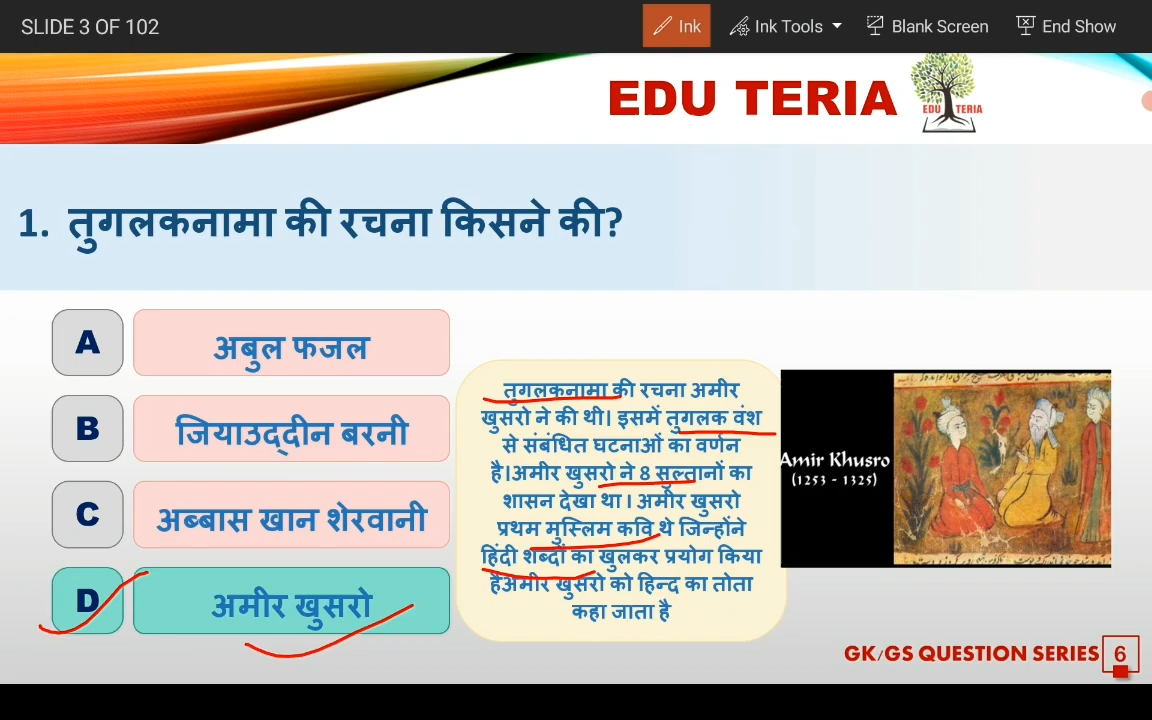 SLIDE 3 OF 102
Ink
Ink Tools
Blank Screen
End Show
EDU TERIA
EDU TERIA
1. तुगलकनामा की रचना किसने की?
A
अबुल फजल
B
जियाउद्दीन बरनी
C
अब्बास खान शेरवानी
D
अमीर खुसरो
तुगलकनामा की रचना अमीर
खुसरो ने की थी। इसमें तुगलक वंश
से संबंधित घटनाओं का वर्णन
है।अमीर खुसरो ने 8 सुल्तानों का
शासन देखा था । अमीर खुसरो
प्रथम मुस्लिम कवि थे जिन्होंने
हिंदी शब्दों का खुलकर प्रयोग किया
हैअमीर खुसरो को हिन्द का तोता
कहा जाता है
Amir Khusro
(1253 - 1325)
GK/GS QUESTION SERIES 6